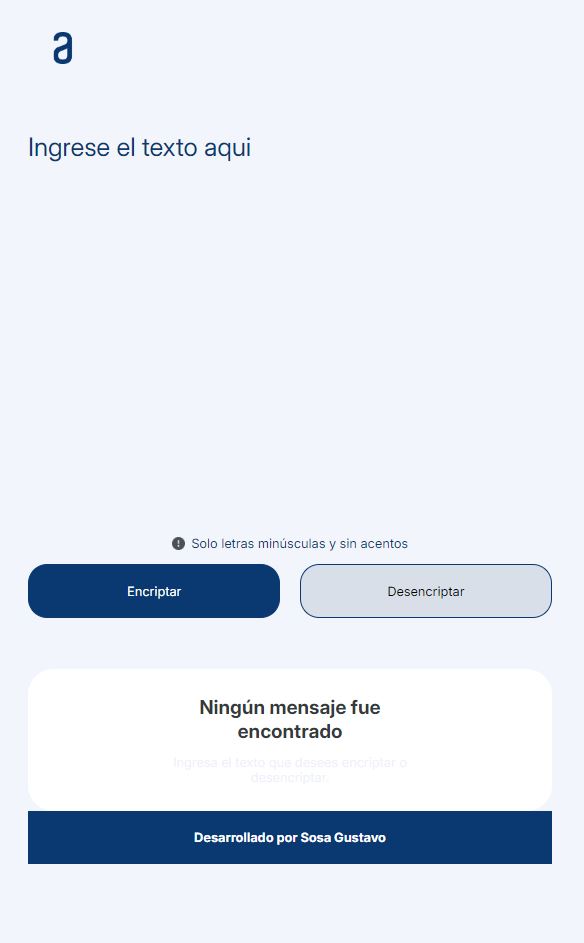 a
Ingrese el texto aqui
Solo letras minúsculas y sin acentos
Encriptar
Desencriptar
Ningún mensaje fue
encontrado
Ingresa el texto que desees encriptar o
desencriptar.
Desarrollado por Sosa Gustavo